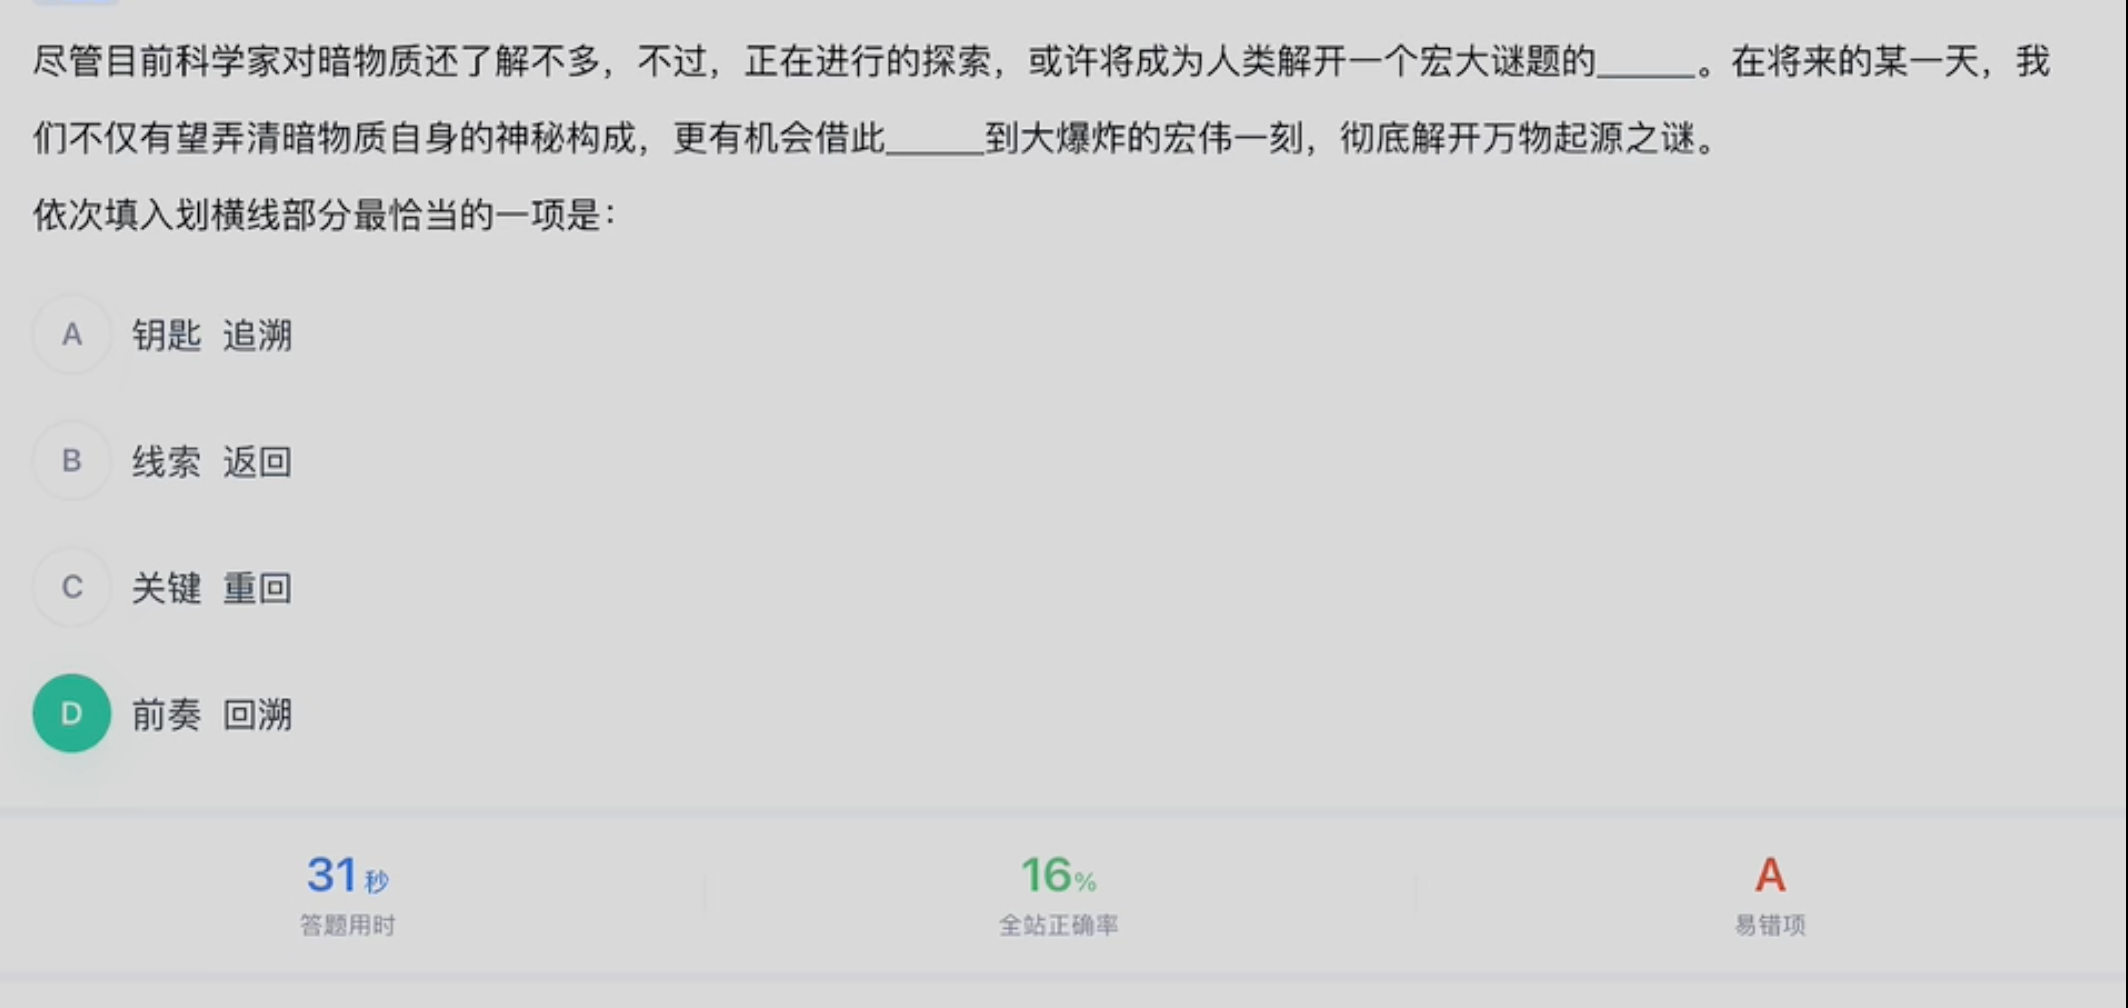 尽管目前科学家对暗物质还了解不多，不过，正在进行的探索，或许将成为人类解开一个宏大谜题的_____。在将来的某一天，我
们不仅有望弄清暗物质自身的神秘构成，更有机会借此_____到大爆炸的宏伟一刻，彻底解开万物起源之谜。
依次填入划横线部分最恰当的一项是：
A 钥匙 追溯
B 线索 返回
C 关键 重回
D 前奏 回溯
31秒 16% A
答题用时 全站正确率 易错项